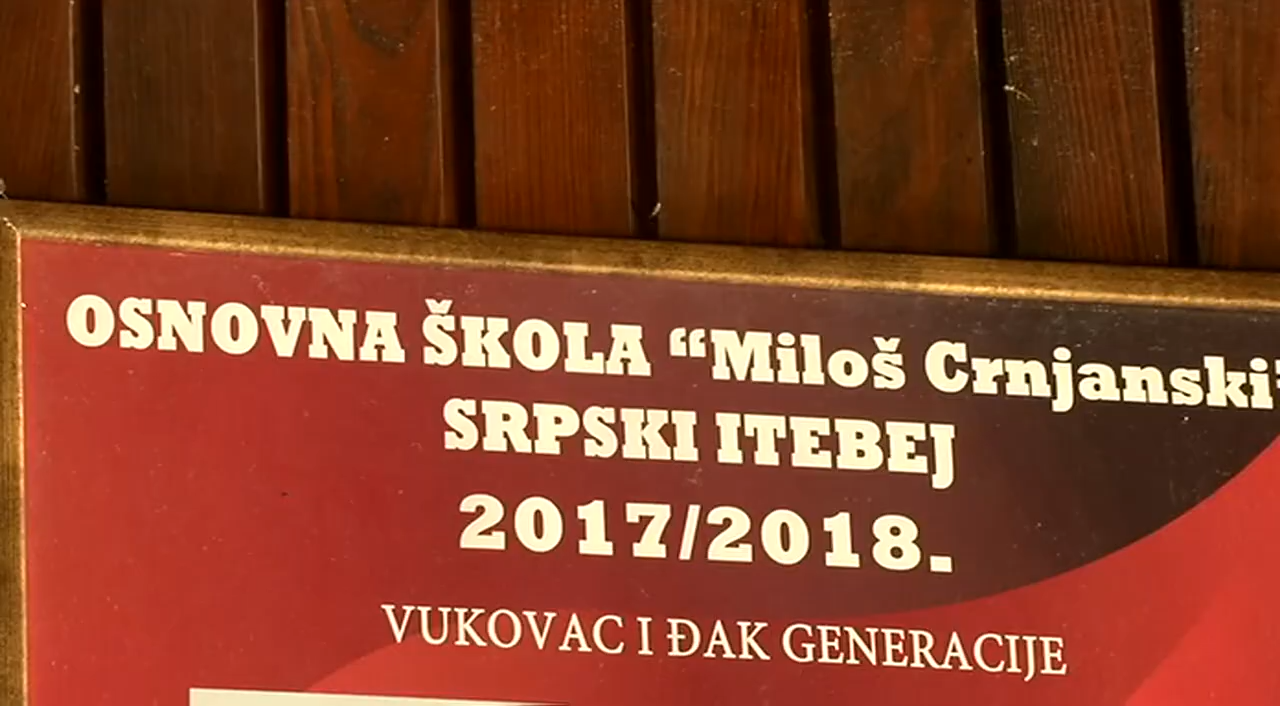 OSNOVNA ŠKOLA “Miloš Crnjanski”
SRPSKI ITEBEJ
2017/2018.
VUKOVAC I ĐAK GENERACIJE